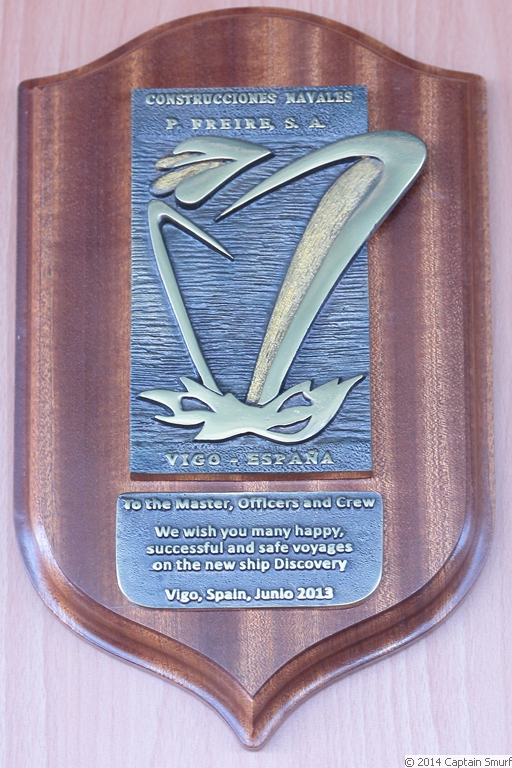 CONSTRUCCIONES NAVALES
P. FREIRE, S. A.
VIGO - ESPAÑA
To the Master, Officers and Crew
We wish you many happy,
successful and safe voyages
on the new ship Discovery
Vigo, Spain, Junio 2013
© 2014 Captain Smurf